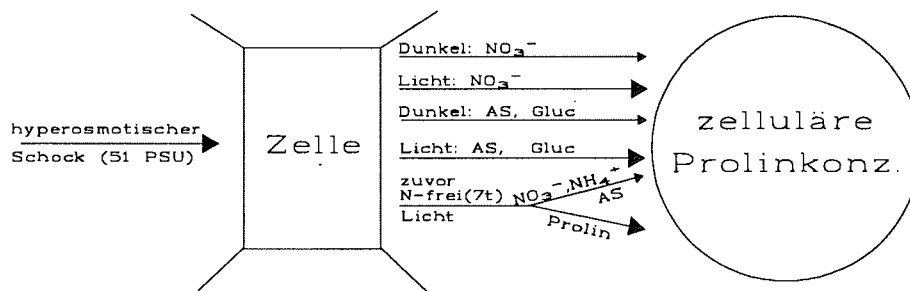 hyperosmotischer
Schock (51 PSU)
Zelle
Dunkel: NO₃⁻
Licht: NO₃⁻
Dunkel: AS, Gluc
Licht: AS, Gluc
zuvor
N-frei(7t)
Licht
NO₃⁻, NH₄⁺
AS
Prolin
zelluläre
Prolinkonz.